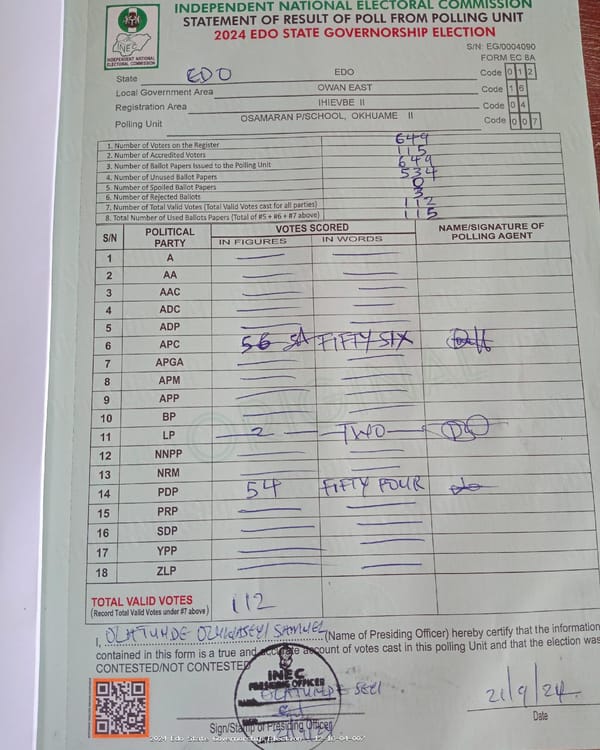 INDEPENDENT NATIONAL ELECTORAL COMMISSION
STATEMENT OF RESULT OF POLL FROM POLLING UNIT
2024 EDO STATE GOVERNORSHIP ELECTION
INEC
INDEPENDENT NATIONAL ELECTORAL COMMISSION
S/N: EG/0004090
FORM EC 8A
State EDO EDO Code 0 1 2
Local Government Area OWAN EAST Code 1 6
Registration Area IHIEVBE II Code 0 4
Polling Unit OSAMARAN P/SCHOOL, OKHUAME II Code 0 0 7
1. Number of Voters on the Register 649
2. Number of Accredited Voters 115
3. Number of Ballot Papers Issued to the Polling Unit 649
4. Number of Unused Ballot Papers 534
5. Number of Spoiled Ballot Papers 0
6. Number of Rejected Ballots 3
7. Number of Total Valid Votes (Total Valid Votes cast for all parties) 112
8. Total Number of Used Ballots Papers (Total of #5 + #6 + #7 above) 115
S/N POLITICAL PARTY VOTES SCORED NAME/SIGNATURE OF POLLING AGENT
IN FIGURES IN WORDS
1 A
2 AA
3 AAC
4 ADC
5 ADP
6 APC 56 FIFTY SIX
7 APGA
8 APM
9 APP
10 BP
11 LP 2 TWO
12 NNPP
13 NRM
14 PDP 54 FIFTY FOUR
15 PRP
16 SDP
17 YPP
18 ZLP
TOTAL VALID VOTES 112
(Record Total Valid Votes under #7 above)
I, OLATUNDE OLUWASEYI SAMUEL (Name of Presiding Officer) hereby certify that the information
contained in this form is a true and accurate account of votes cast in this polling Unit and that the election was
CONTESTED/NOT CONTESTED
INEC
PRESIDING OFFICER
OLATUNDE SEYI
21/9/24
Sign/Stamp of Presiding Officer
Date